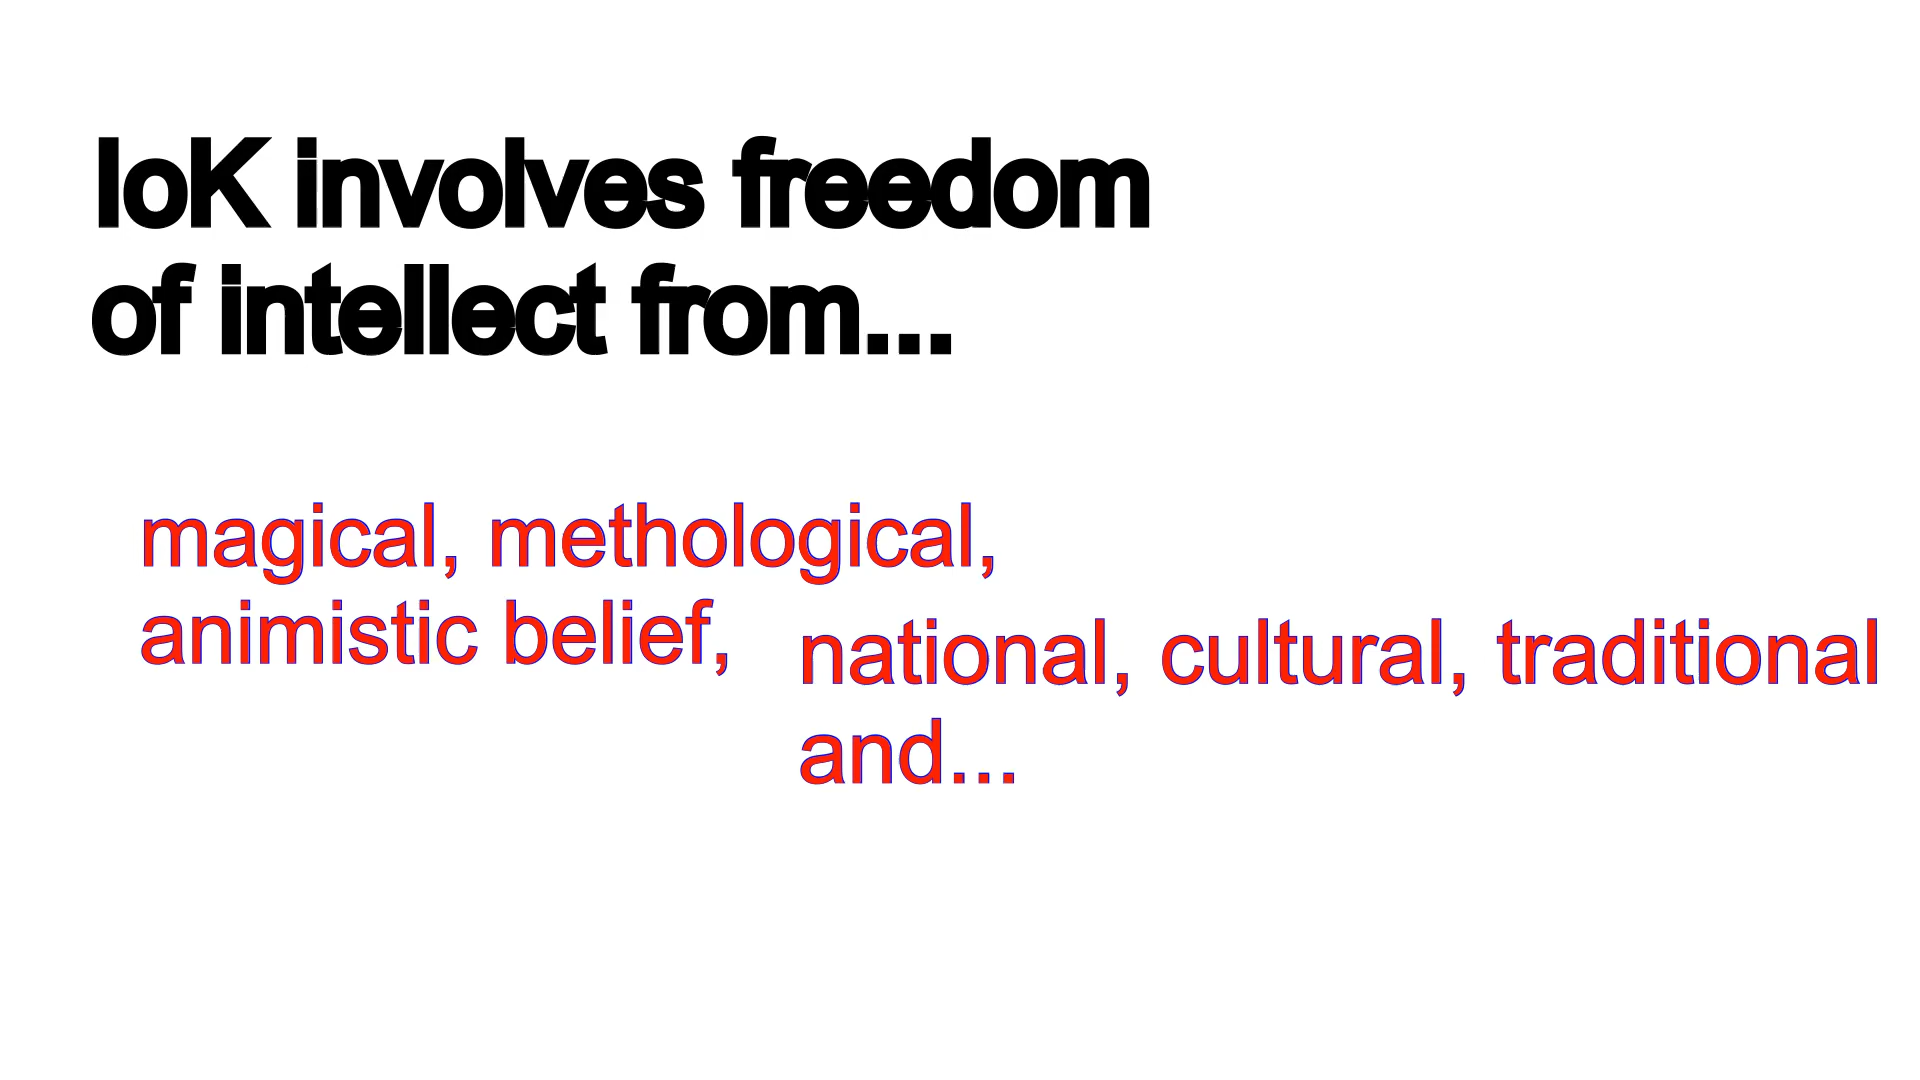 IoK involves freedom
of intellect from...
magical, methological,
animistic belief,
national, cultural, traditional
and...